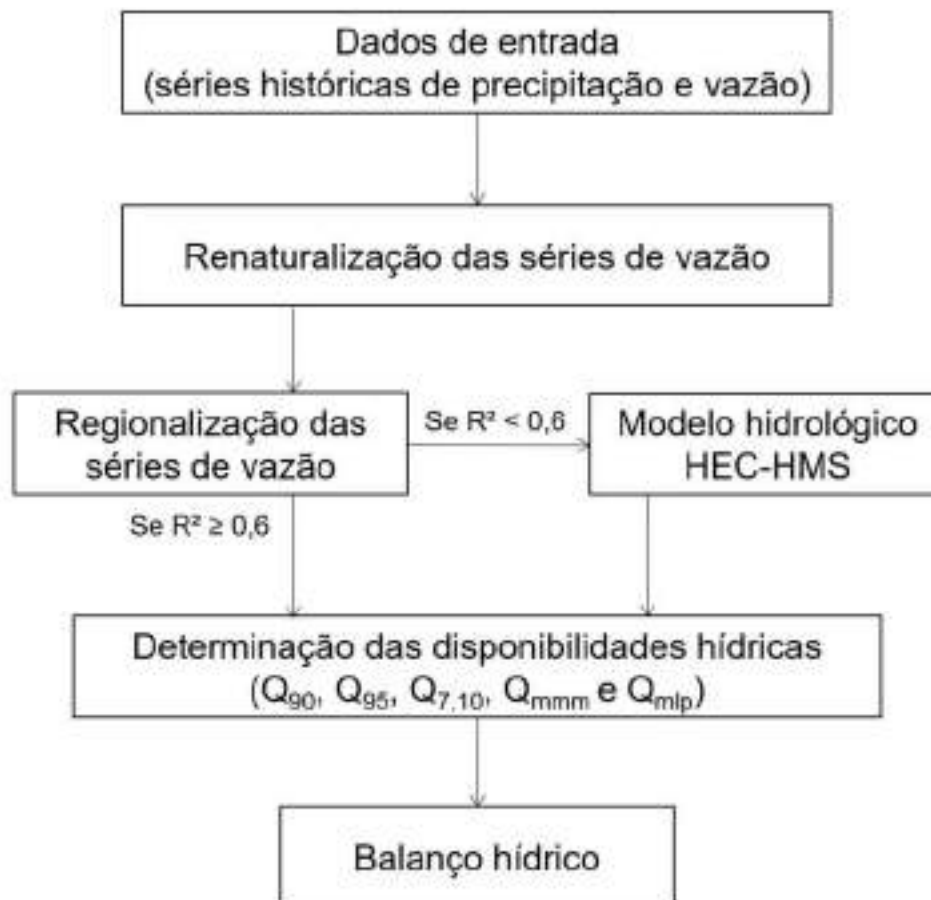 Dados de entrada
(séries históricas de precipitação e vazão)
Renaturalização das séries de vazão
Regionalização das
séries de vazão
Se R² < 0,6
Modelo hidrológico
HEC-HMS
Se R² ≥ 0,6
Determinação das disponibilidades hídricas
(Q₉₀, Q₉₅, Q₇,₁₀, Qmmm e Qmlp)
Balanço hídrico